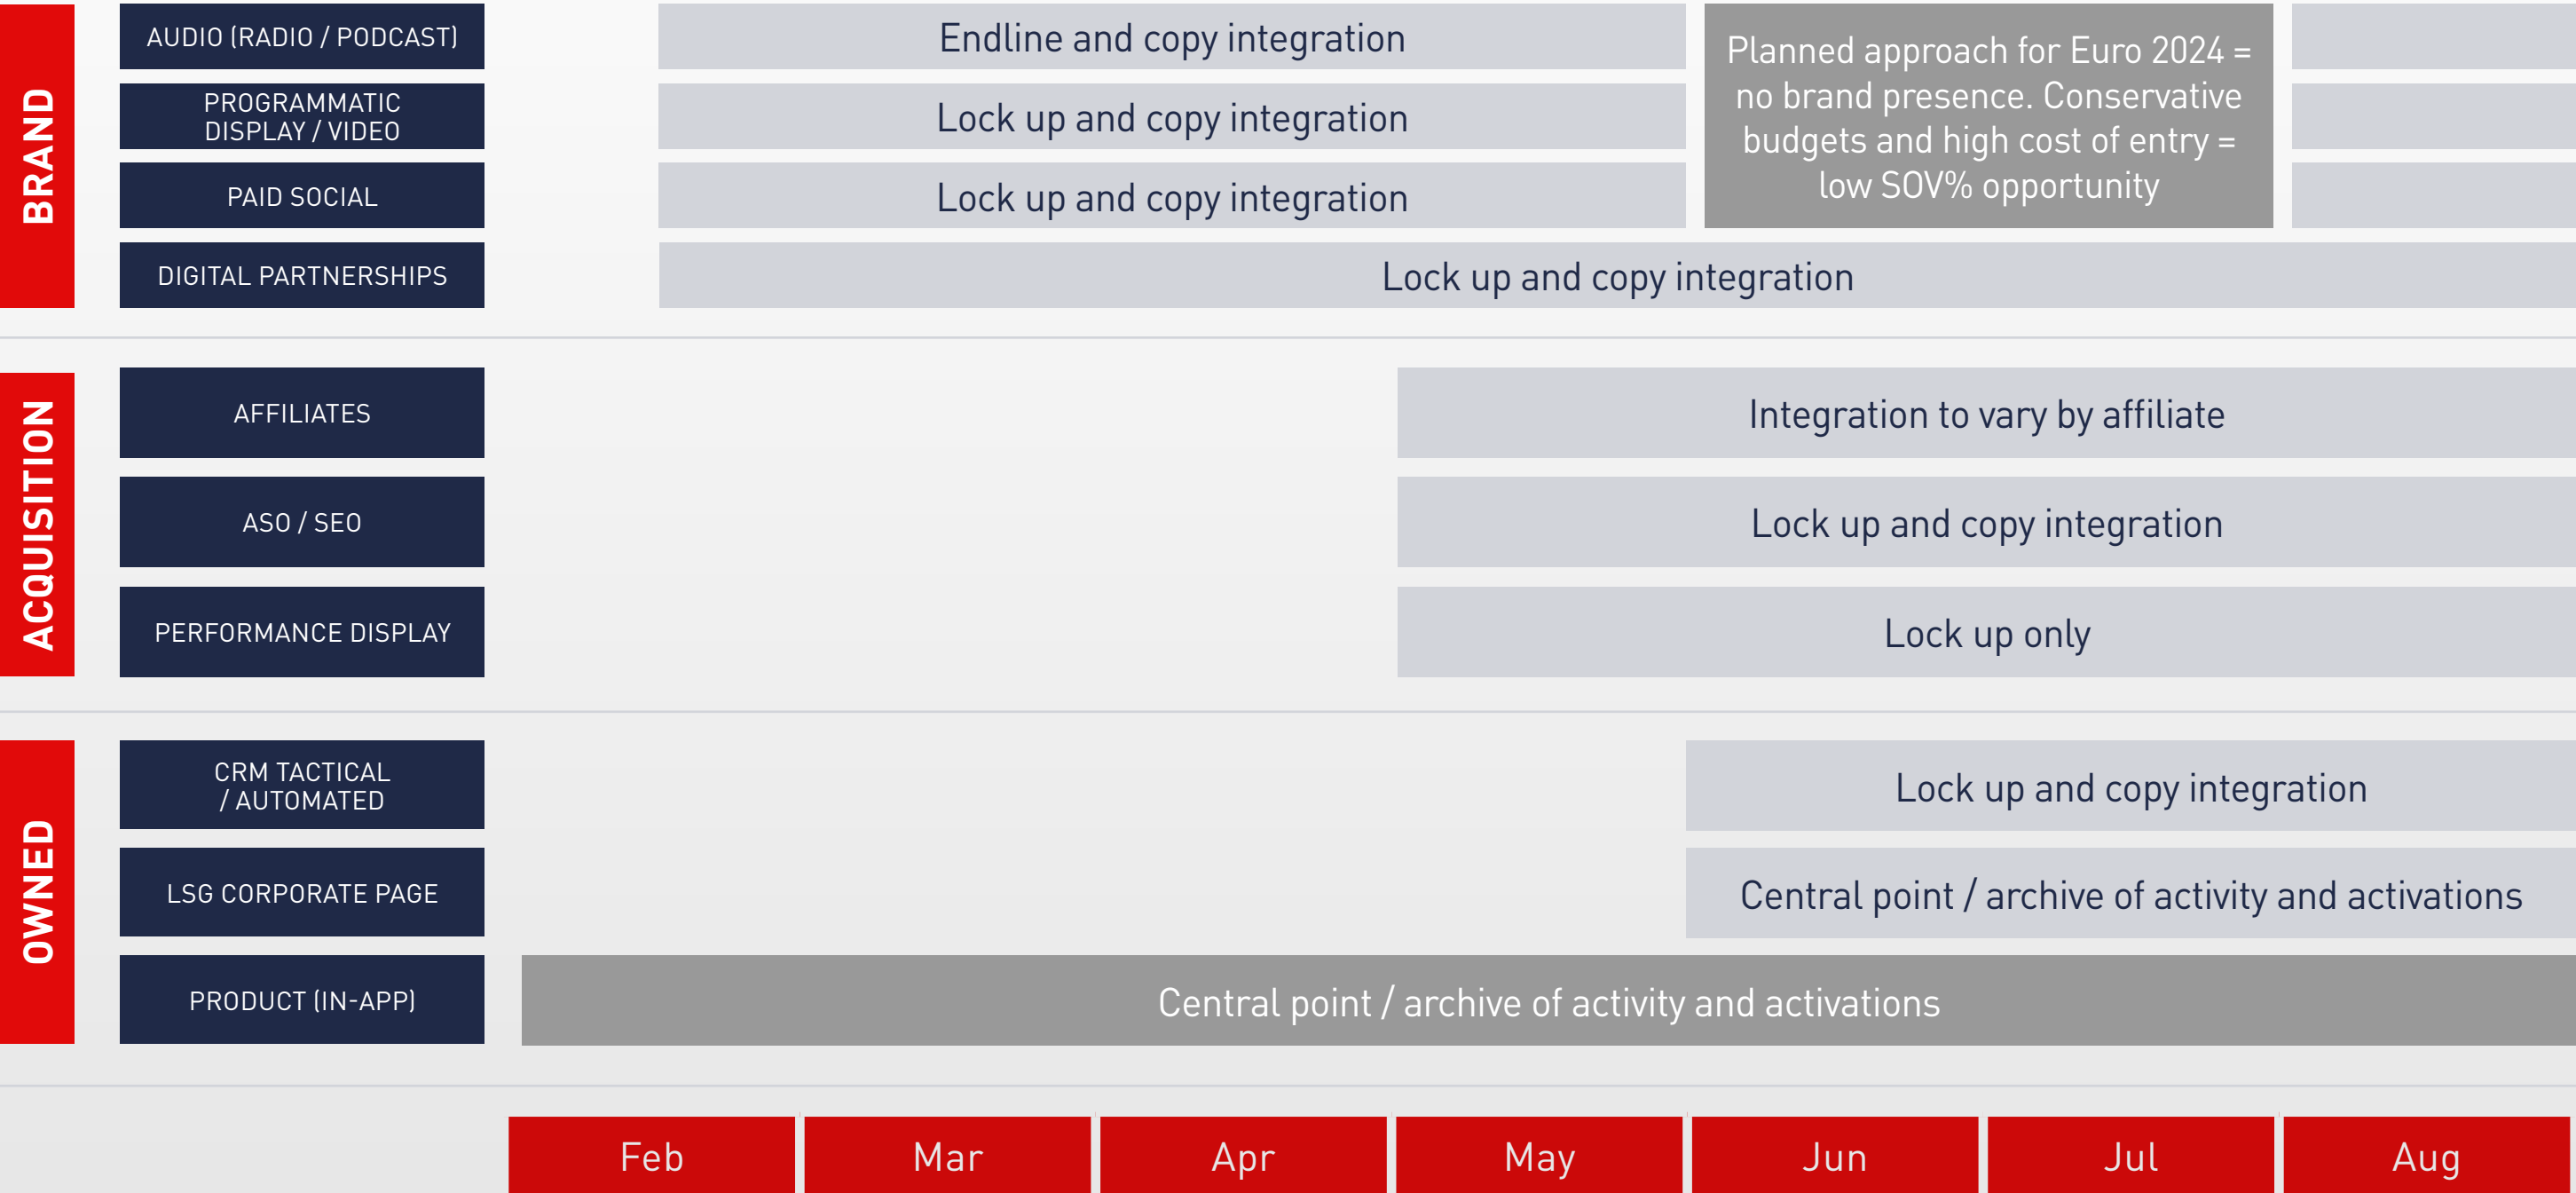 BRAND
AUDIO (RADIO / PODCAST)
Endline and copy integration
PROGRAMMATIC
DISPLAY / VIDEO
Lock up and copy integration
PAID SOCIAL
Lock up and copy integration
Planned approach for Euro 2024 =
no brand presence. Conservative
budgets and high cost of entry =
low SOV% opportunity
DIGITAL PARTNERSHIPS
Lock up and copy integration
ACQUISITION
AFFILIATES
Integration to vary by affiliate
ASO / SEO
Lock up and copy integration
PERFORMANCE DISPLAY
Lock up only
OWNED
CRM TACTICAL
/ AUTOMATED
Lock up and copy integration
LSG CORPORATE PAGE
Central point / archive of activity and activations
PRODUCT (IN-APP)
Central point / archive of activity and activations
Feb
Mar
Apr
May
Jun
Jul
Aug